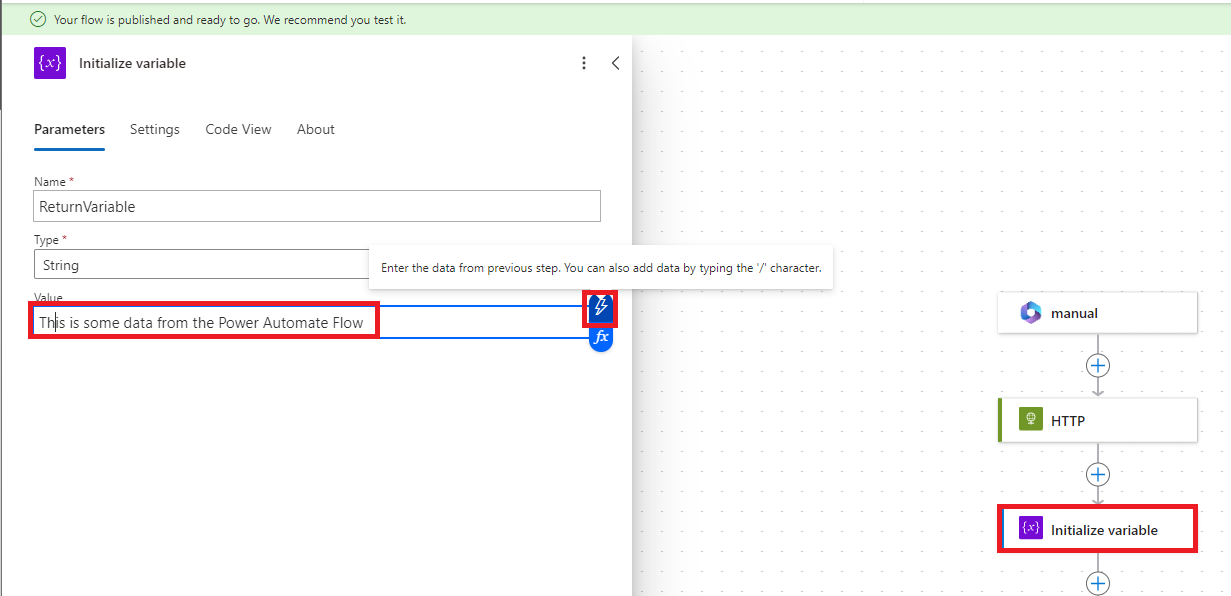 Your flow is published and ready to go. We recommend you test it.
{x} Initialize variable
Parameters Settings Code View About
Name *
ReturnVariable
Type *
String
Enter the data from previous step. You can also add data by typing the '/' character.
Value
This is some data from the Power Automate Flow
fx
manual
HTTP
{x} Initialize variable